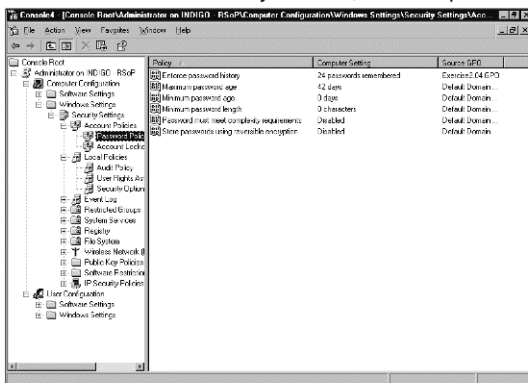 Console4 - [Console Root\Administrator on INDIGO - RSoP\Computer Configuration\Windows Settings\Security Settings\Acc...
File Action View Favorites Window Help
Console Root
Administrator on INDIGO - RSoP
Computer Configuration
Software Settings
Windows Settings
Security Settings
Account Policies
Password Polic
Account Locko
Local Policies
Audit Policy
User Rights As
Security Option
Event Log
Restricted Groups
System Services
Registry
File System
Wireless Network (I
Public Key Policies
Software Restriction
IP Security Policies
User Configuration
Software Settings
Windows Settings
Policy Computer Setting Source GPO
Enforce password history 24 passwords remembered Exercise2.04 GPO
Maximum password age 42 days Default Domain...
Minimum password age 0 days Default Domain...
Minimum password length 0 characters Default Domain...
Password must meet complexity requirements Disabled Default Domain...
Store passwords using reversible encryption Disabled Default Domain...